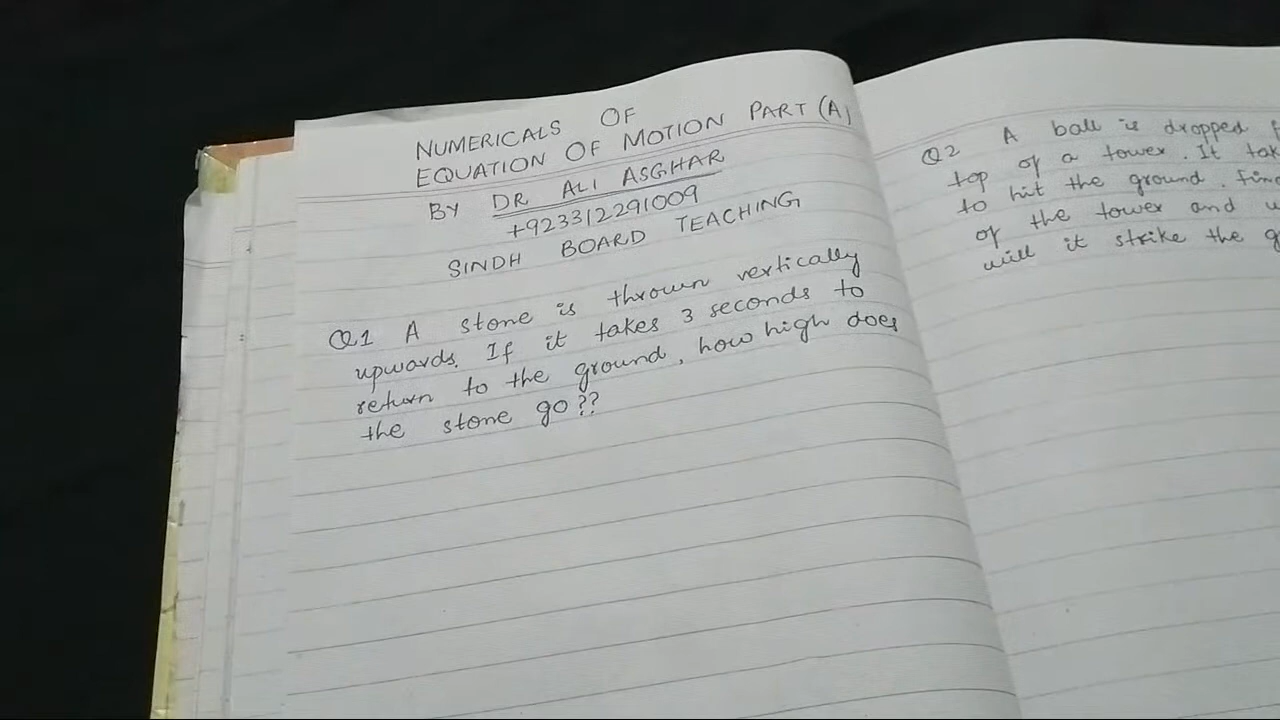 NUMERICALS OF
EQUATION OF MOTION PART (A)
BY DR ALI ASGHAR
+923312291009
SINDH BOARD TEACHING
Q1 A stone is thrown vertically
upwards. If it takes 3 seconds to
return to the ground, how high does
the stone go??
Q2 A ball is dropped
top of a tower. It
to hit the ground. Find
of the tower and
will it strike the